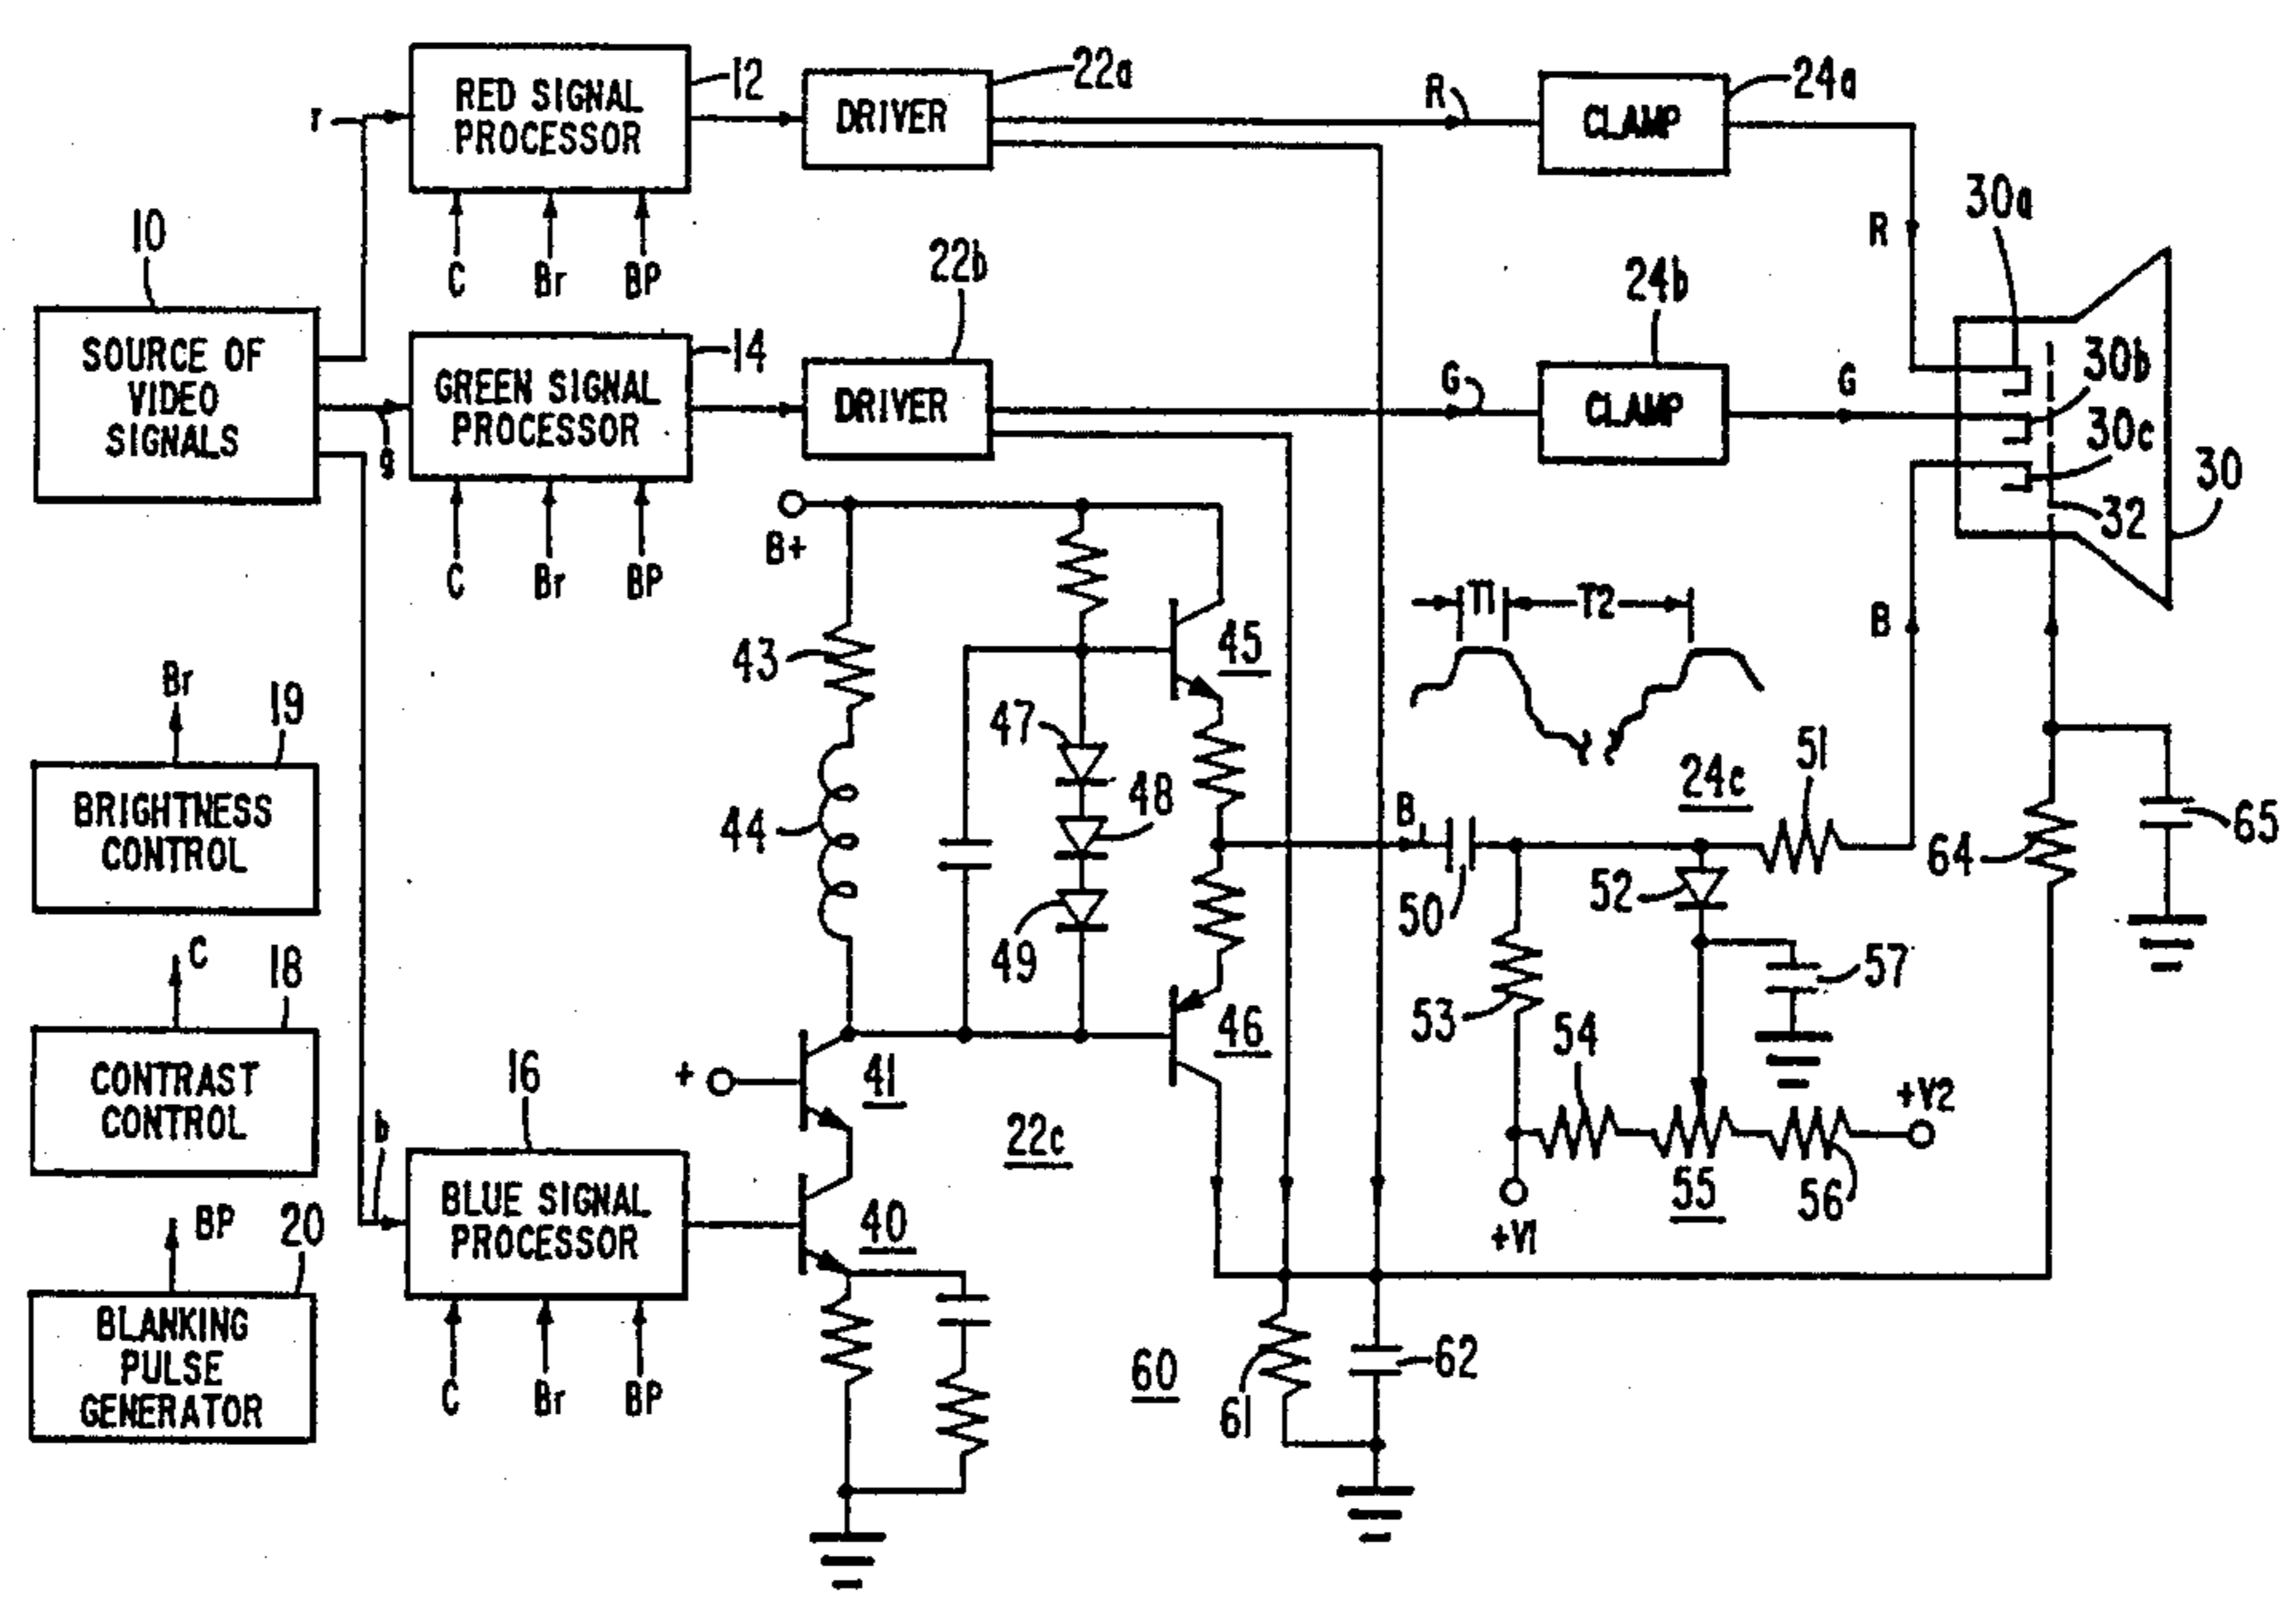 RED SIGNAL
PROCESSOR
12
DRIVER
22a
R
CLAMP
24a
r
C
Br
BP
R
30a
10
SOURCE OF
VIDEO
SIGNALS
g
GREEN SIGNAL
PROCESSOR
14
DRIVER
22b
G
CLAMP
24b
G
30b
30c
32
30
C
Br
BP
B+
43
44
47
48
49
45
46
T1
T2
B
B
50
24c
51
52
53
54
55
56
57
+V1
+V2
64
65
Br
19
BRIGHTNESS
CONTROL
C
18
CONTRAST
CONTROL
BP
20
BLANKING
PULSE
GENERATOR
b
16
BLUE SIGNAL
PROCESSOR
C
Br
BP
+
41
40
22c
60
61
62